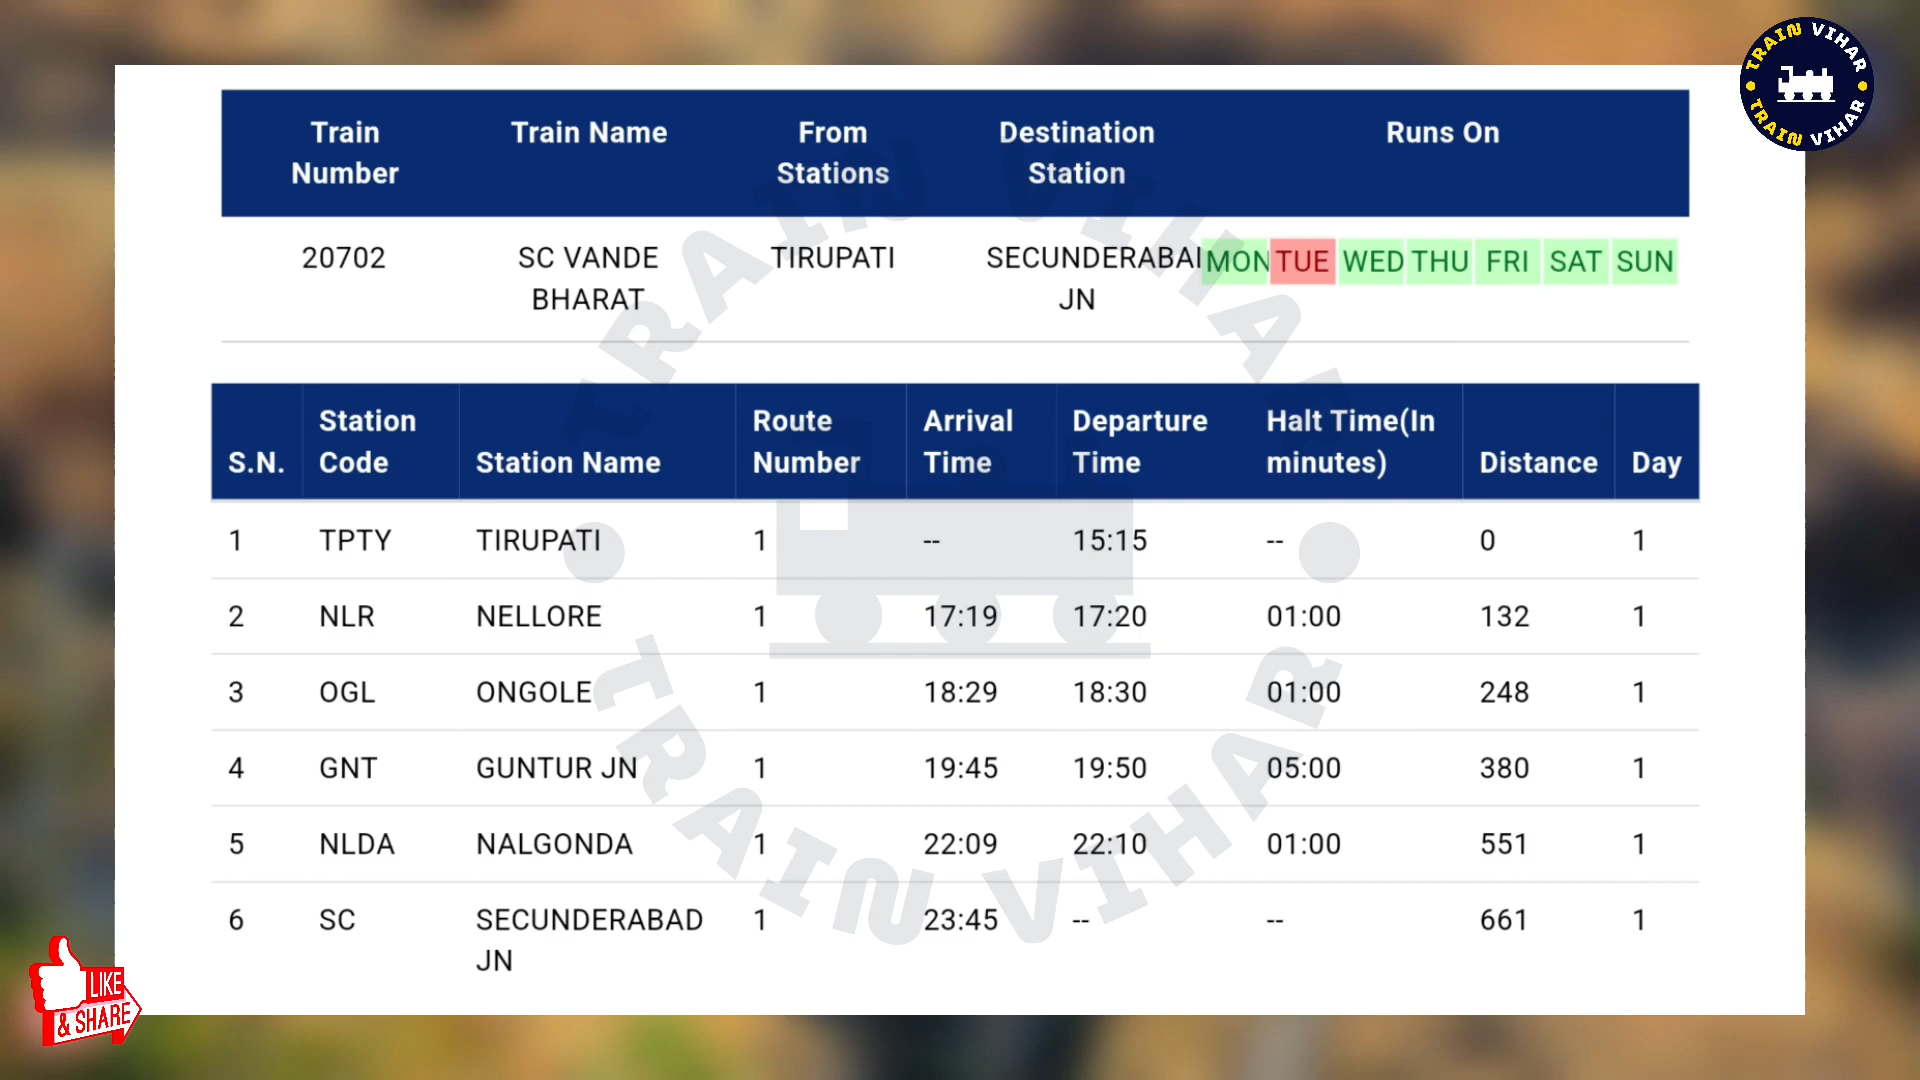 TRAIN VIHAR
TRAIN VIHAR
Train Number Train Name From Stations Destination Station Runs On
20702 SC VANDE BHARAT TIRUPATI SECUNDERABAI JN MON TUE WED THU FRI SAT SUN
S.N. Station Code Station Name Route Number Arrival Time Departure Time Halt Time(In minutes) Distance Day
1 TPTY TIRUPATI 1 -- 15:15 -- 0 1
2 NLR NELLORE 1 17:19 17:20 01:00 132 1
3 OGL ONGOLE 1 18:29 18:30 01:00 248 1
4 GNT GUNTUR JN 1 19:45 19:50 05:00 380 1
5 NLDA NALGONDA 1 22:09 22:10 01:00 551 1
6 SC SECUNDERABAD JN 1 23:45 -- -- 661 1
TRAIN VIHAR
TRAIN VIHAR
LIKE
& SHARE